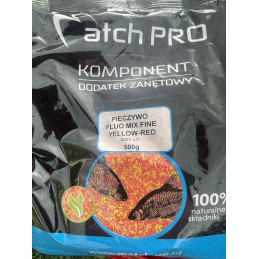 MatchPRO
KOMPONENT
DODATEK ZANĘTOWY
PIECZYWO
FLUO MIX FINE
YELLOW-RED
500g
100%
naturalne
składniki